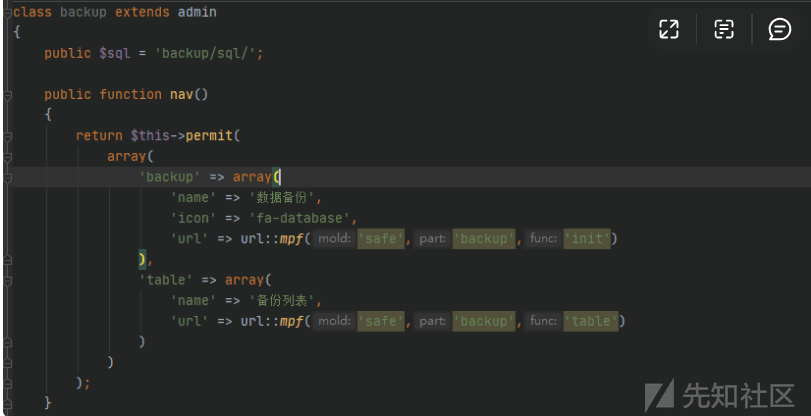 class backup extends admin
{
public $sql = 'backup/sql/';
public function nav()
{
return $this->permit(
array(
'backup' => array(
'name' => '数据备份',
'icon' => 'fa-database',
'url' => url::mpf( mold: 'safe', part: 'backup', func: 'init')
),
'table' => array(
'name' => '备份列表',
'url' => url::mpf( mold: 'safe', part: 'backup', func: 'table')
)
)
);
}
先知社区